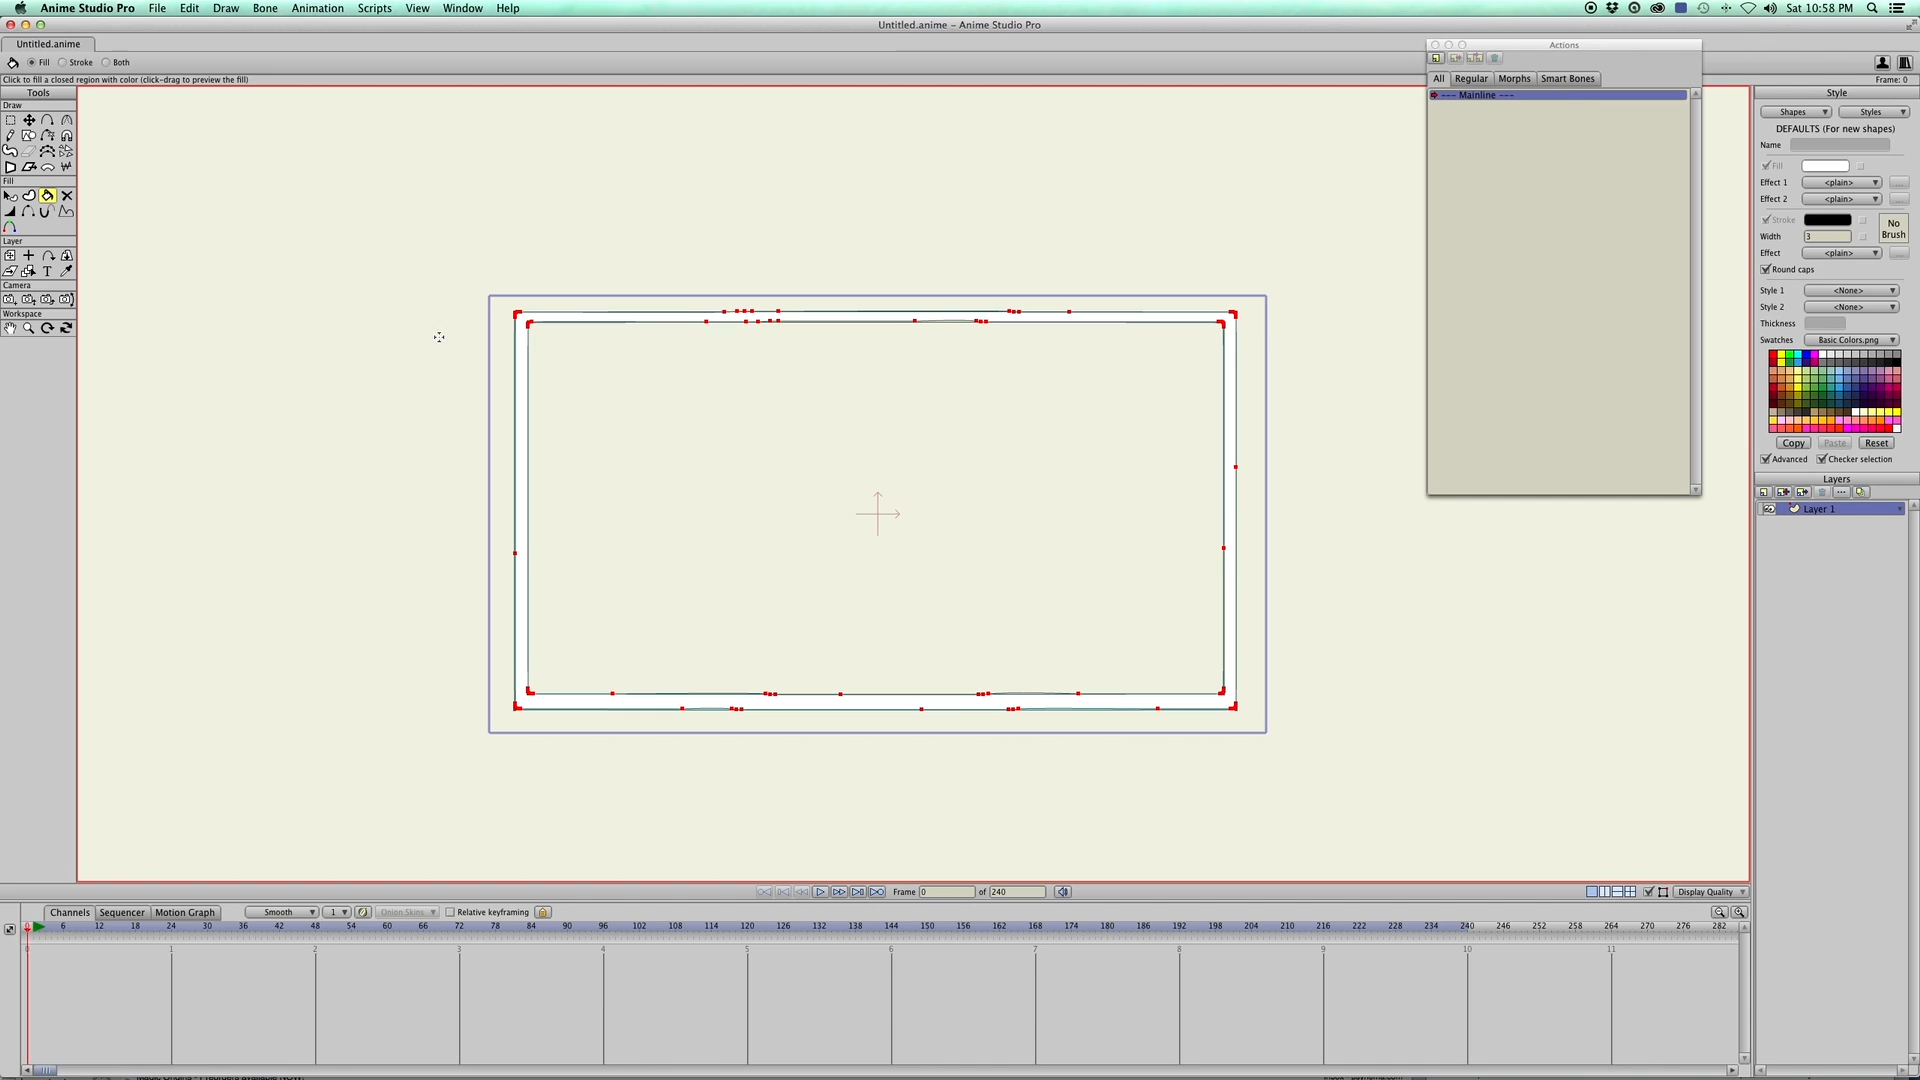 Anime Studio Pro File Edit Draw Bone Animation Scripts View Window Help Sat 10:58 PM
Untitled.anime - Anime Studio Pro
Untitled.anime
Fill Stroke Both
Click to fill a closed region with color (click-drag to preview the fill)
Frame: 0
Tools
Draw
Fill
Layer
Camera
Workspace
Actions
All Regular Morphs Smart Bones
--- Mainline ---
Style
Shapes Styles
DEFAULTS (For new shapes)
Name
Fill
Effect 1 <plain> ...
Effect 2 <plain> ...
Stroke
No Brush
Width 3
Effect <plain> ...
Round caps
Style 1 <None>
Style 2 <None>
Thickness
Swatches Basic Colors.png
Copy Paste Reset
Advanced Checker selection
Layers
Layer 1
Frame 0 of 240
Display Quality
Channels Sequencer Motion Graph Smooth 1 Onion Skins Relative keyframing
0 6 12 18 24 30 36 42 48 54 60 66 72 78 84 90 96 102 108 114 120 126 132 138 144 150 156 162 168 174 180 186 192 198 204 210 216 222 228 234 240 246 252 258 264 270 276 282
0 1 2 3 4 5 6 7 8 9 10 11